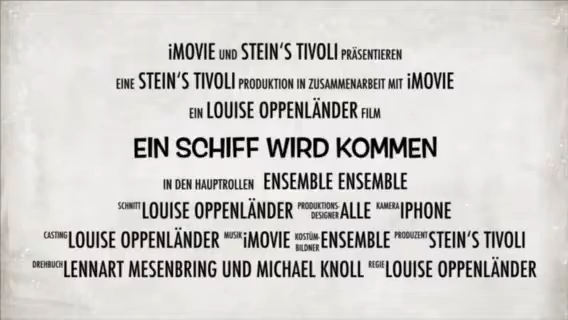 iMOVIE UND STEIN'S TIVOLI PRÄSENTIEREN
EINE STEIN'S TIVOLI PRODUKTION IN ZUSAMMENARBEIT MIT iMOVIE
EIN LOUISE OPPENLÄNDER FILM
EIN SCHIFF WIRD KOMMEN
IN DEN HAUPTROLLEN ENSEMBLE ENSEMBLE
SCHNITT LOUISE OPPENLÄNDER PRODUKTIONS-DESIGNER ALLE KAMERA IPHONE
CASTING LOUISE OPPENLÄNDER MUSIK iMOVIE KOSTÜM-BILDNER ENSEMBLE PRODUZENT STEIN'S TIVOLI
DREHBUCH LENNART MESENBRING UND MICHAEL KNOLL REGIE LOUISE OPPENLÄNDER